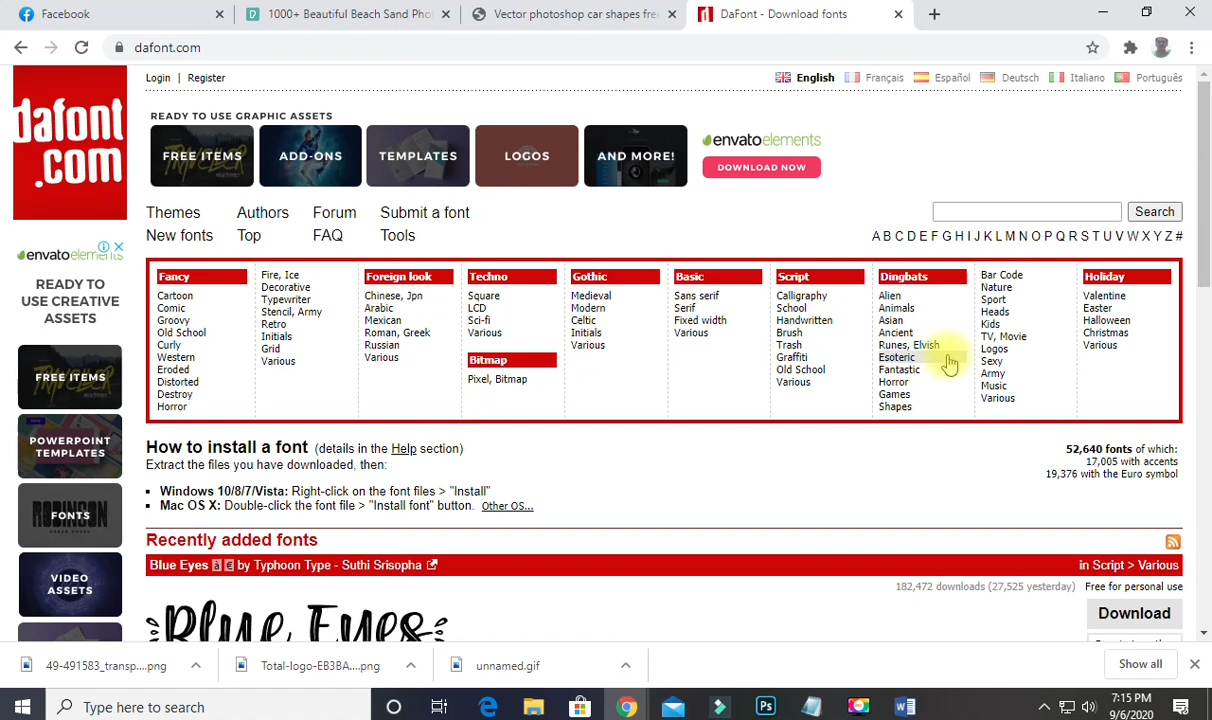 Facebook
1000+ Beautiful Beach Sand Pho
Vector photoshop car shapes fre
DaFont - Download fonts
dafont.com
dafont
.com
Login | Register
English Français Español Deutsch Italiano Português
READY TO USE GRAPHIC ASSETS
FREE ITEMS
ADD-ONS
TEMPLATES
LOGOS
AND MORE!
envatoelements
DOWNLOAD NOW
Themes Authors Forum Submit a font
New fonts Top FAQ Tools
Search
A B C D E F G H I J K L M N O P Q R S T U V W X Y Z #
envatoelements
READY TO
USE CREATIVE
ASSETS
FREE ITEMS
POWERPOINT
TEMPLATES
FONTS
VIDEO
ASSETS
Fancy
Cartoon
Comic
Groovy
Old School
Curly
Western
Eroded
Distorted
Destroy
Horror
Fire, Ice
Decorative
Typewriter
Stencil, Army
Retro
Initials
Grid
Various
Foreign look
Chinese, Jpn
Arabic
Mexican
Roman, Greek
Russian
Various
Techno
Square
LCD
Sci-fi
Various
Bitmap
Pixel, Bitmap
Gothic
Medieval
Modern
Celtic
Initials
Various
Basic
Sans serif
Serif
Fixed width
Various
Script
Calligraphy
School
Handwritten
Brush
Trash
Graffiti
Old School
Various
Dingbats
Alien
Animals
Asian
Ancient
Runes, Elvish
Esoteric
Fantastic
Horror
Games
Shapes
Bar Code
Nature
Sport
Heads
Kids
TV, Movie
Logos
Sexy
Army
Music
Various
Holiday
Valentine
Easter
Halloween
Christmas
Various
How to install a font (details in the Help section)
Extract the files you have downloaded, then:
Windows 10/8/7/Vista: Right-click on the font files > "Install"
Mac OS X: Double-click the font file > "Install font" button. Other OS...
52,640 fonts of which:
17,005 with accents
19,376 with the Euro symbol
Recently added fonts
Blue Eyes à € by Typhoon Type - Suthi Srisopha in Script > Various
182,472 downloads (27,525 yesterday) Free for personal use
Blue Eyes
Download
49-491583_transp....png
Total-logo-EB3BA....png
unnamed.gif
Show all
Type here to search
Ps
7:15 PM
9/6/2020